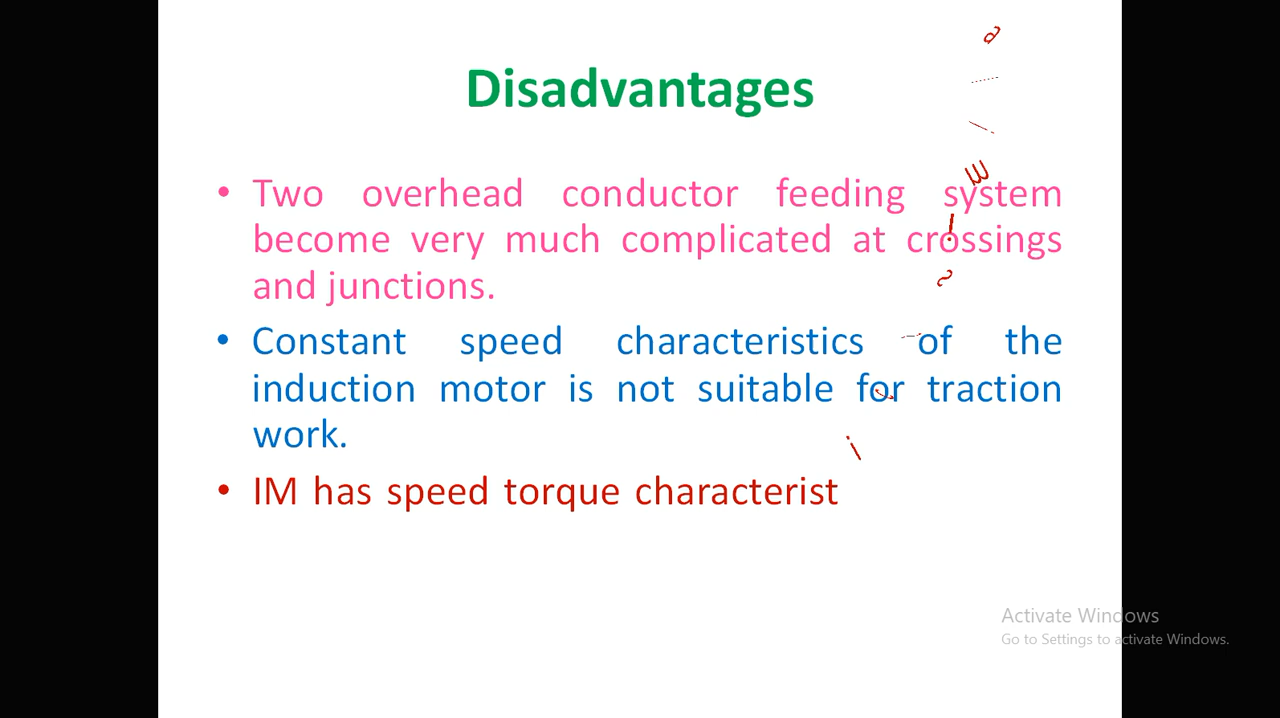 Disadvantages
• Two overhead conductor feeding system
become very much complicated at crossings
and junctions.
• Constant speed characteristics of the
induction motor is not suitable for traction
work.
• IM has speed torque characterist
Activate Windows
Go to Settings to activate Windows.